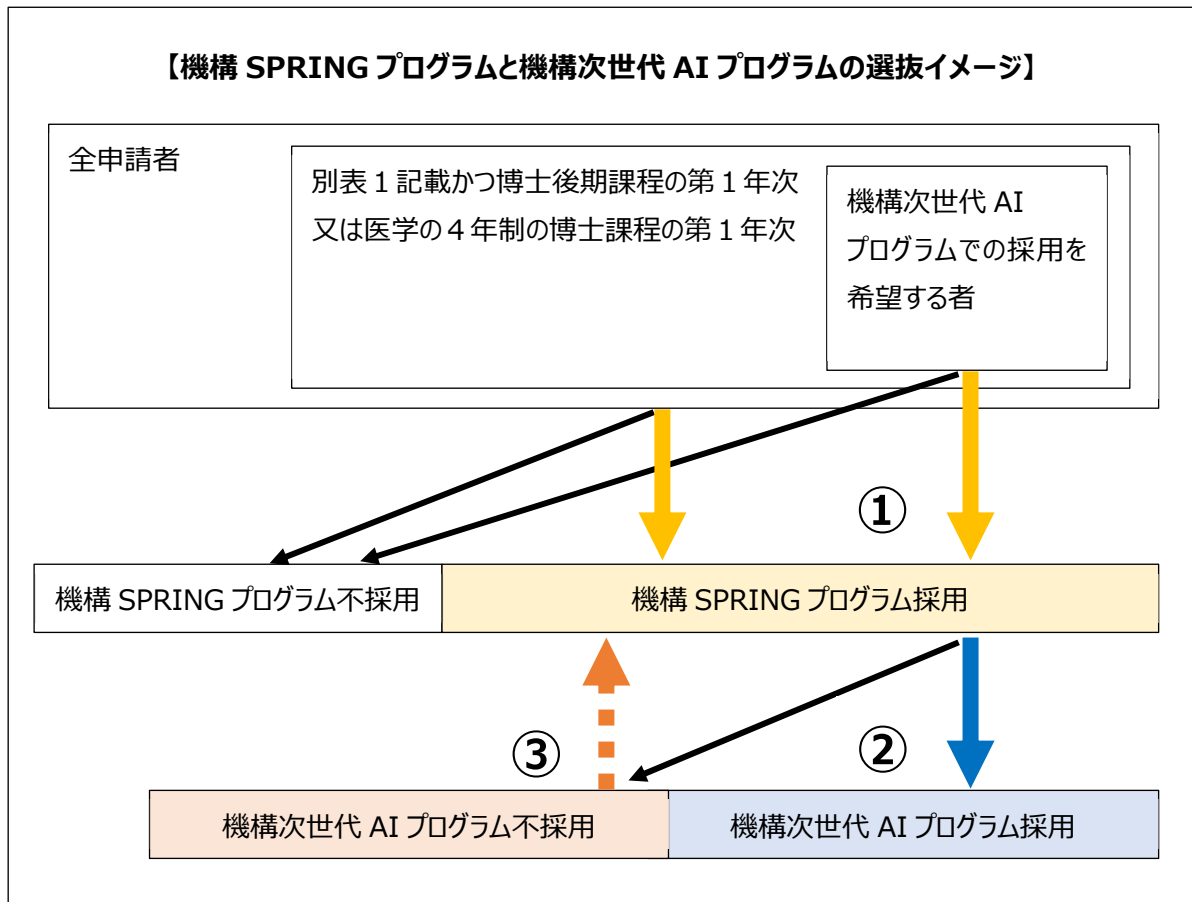 【機構 SPRING プログラムと機構次世代 AI プログラムの選抜イメージ】
全申請者
別表１記載かつ博士後期課程の第１年次
又は医学の４年制の博士課程の第１年次
機構次世代 AI
プログラムでの採用を
希望する者
①
機構 SPRING プログラム不採用
機構 SPRING プログラム採用
③
②
機構次世代 AI プログラム不採用
機構次世代 AI プログラム採用